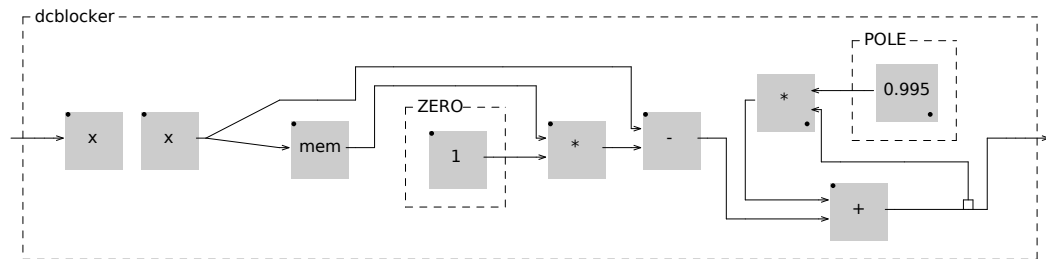 dcblocker
POLE
0.995
*
ZERO
x
x
mem
1
*
-
+